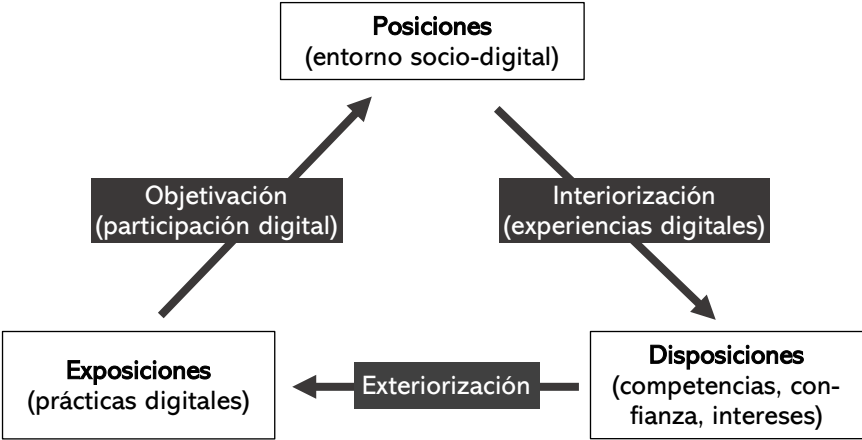 Posiciones
(entorno socio-digital)
Objetivación
(participación digital)
Interiorización
(experiencias digitales)
Exposiciones
(prácticas digitales)
Exteriorización
Disposiciones
(competencias, con-
fianza, intereses)